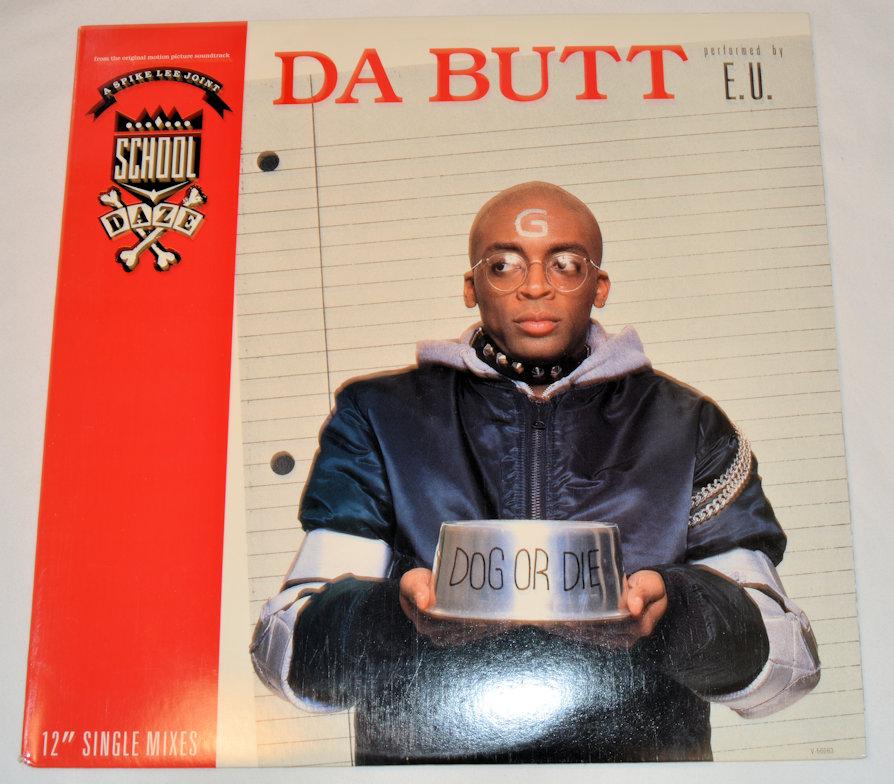 from the original motion picture soundtrack
A SPIKE LEE JOINT
SCHOOL
DAZE
DA BUTT
performed by
E.U.
G
DOG OR DIE
12" SINGLE MIXES